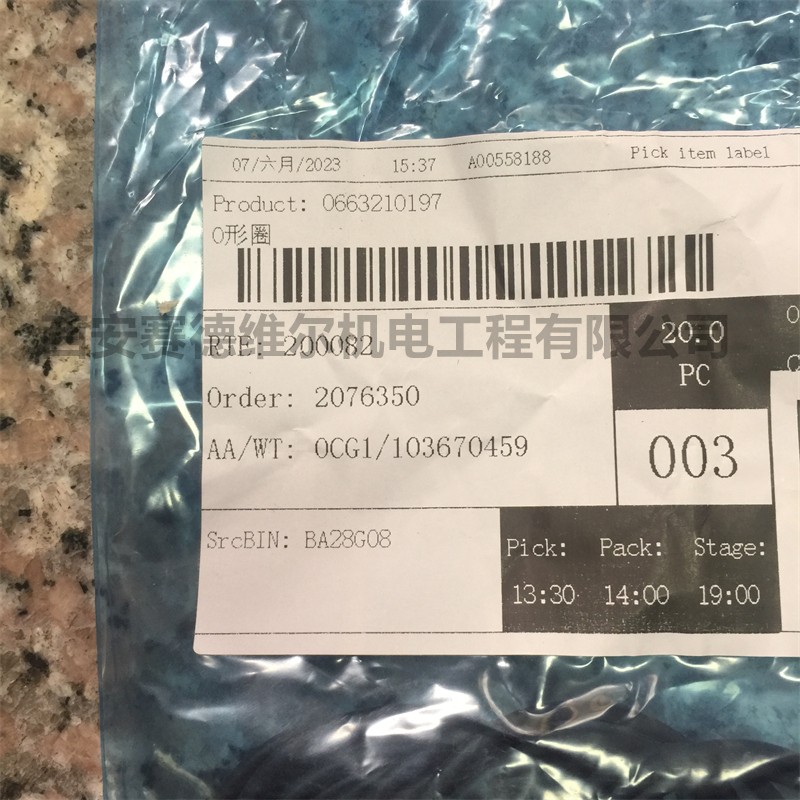 07/六月/2023 15:37 A00558188 Pick item label
Product: 0663210197
O形圈
西安赛德维尔机电工程有限公司
RTE: 200082
20.0
PC
Order: 2076350
AA/WT: OCG1/103670459
003
SrcBIN: BA28G08
Pick: Pack: Stage:
13:30 14:00 19:00